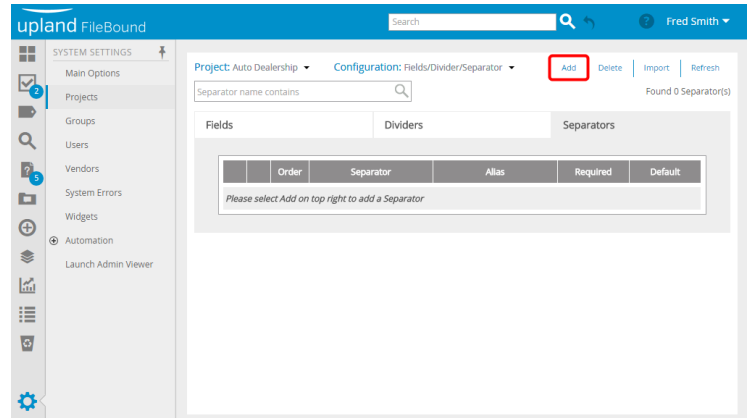 upland FileBound
Search
Fred Smith
SYSTEM SETTINGS
Main Options
Projects
Groups
Users
Vendors
System Errors
Widgets
Automation
Launch Admin Viewer
2
5
Project: Auto Dealership
Configuration: Fields/Divider/Separator
Add
Delete
Import
Refresh
Separator name contains
Found 0 Separator(s)
Fields
Dividers
Separators
Order Separator Alias Required Default
Please select Add on top right to add a Separator